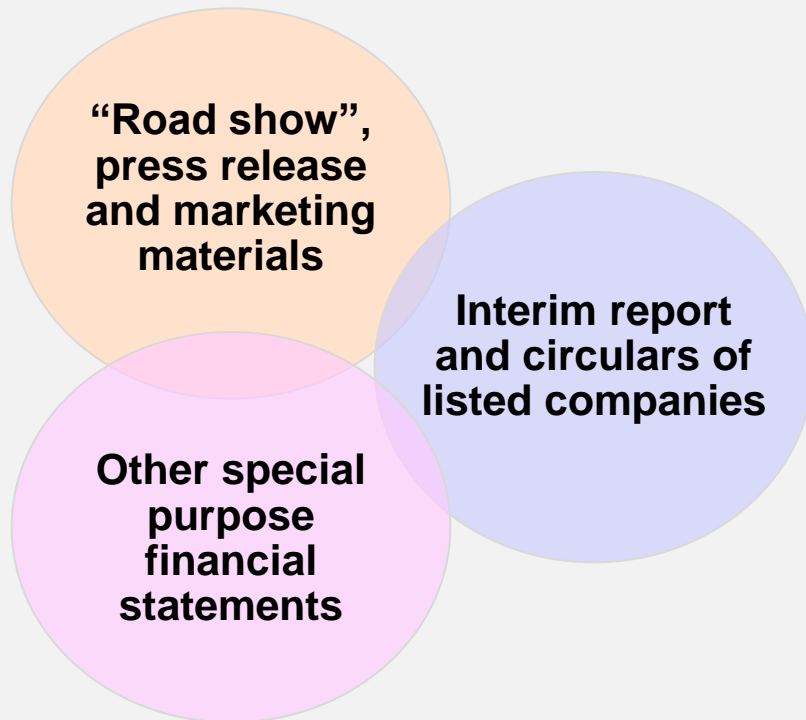 “Road show”,
press release
and marketing
materials
Interim report
and circulars of
listed companies
Other special
purpose
financial
statements